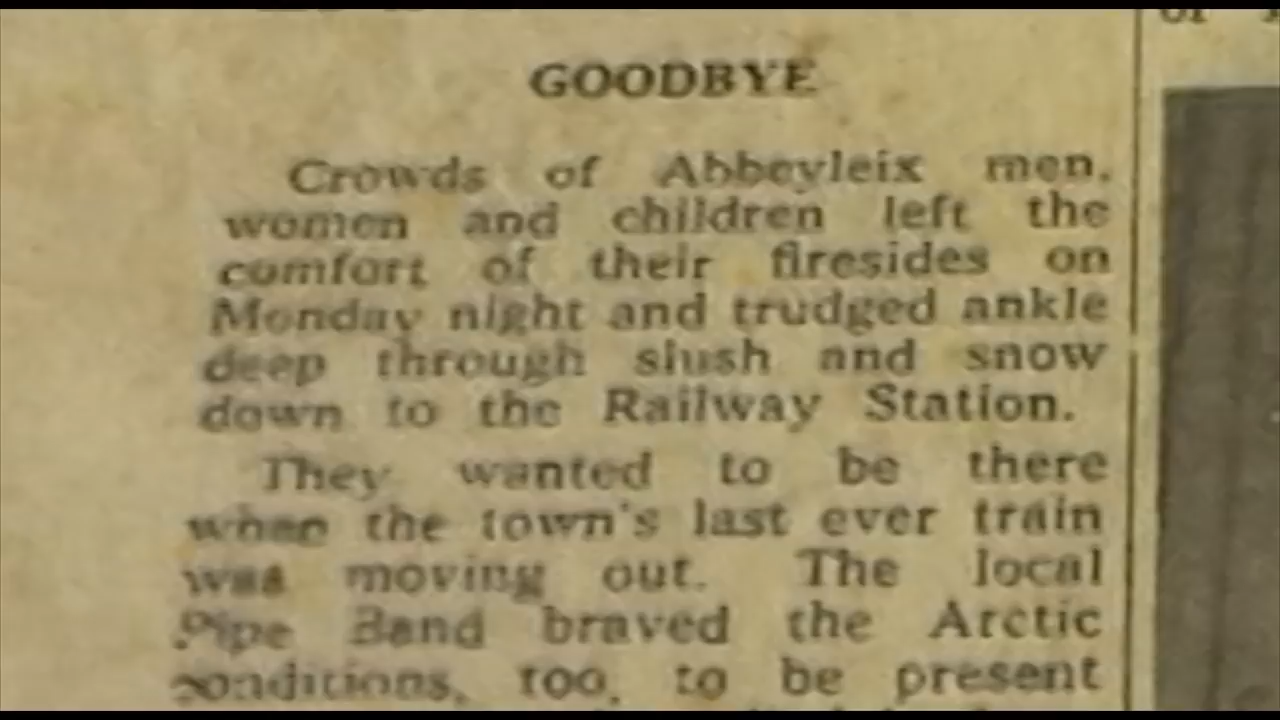 GOODBYE
Crowds of Abbeyleix men,
women and children left the
comfort of their firesides on
Monday night and trudged ankle
deep through slush and snow
down to the Railway Station.
They wanted to be there
when the town's last ever train
was moving out. The local
Pipe Band braved the Arctic
conditions, too, to be present
or